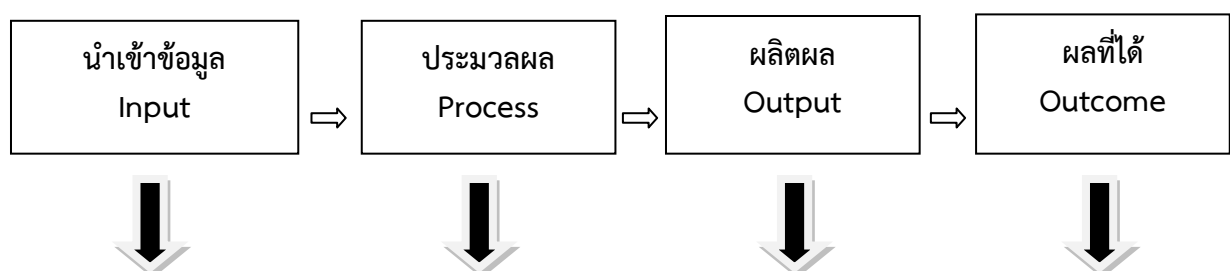 นำเข้าข้อมูล
Input
ประมวลผล
Process
ผลิตผล
Output
ผลที่ได้
Outcome